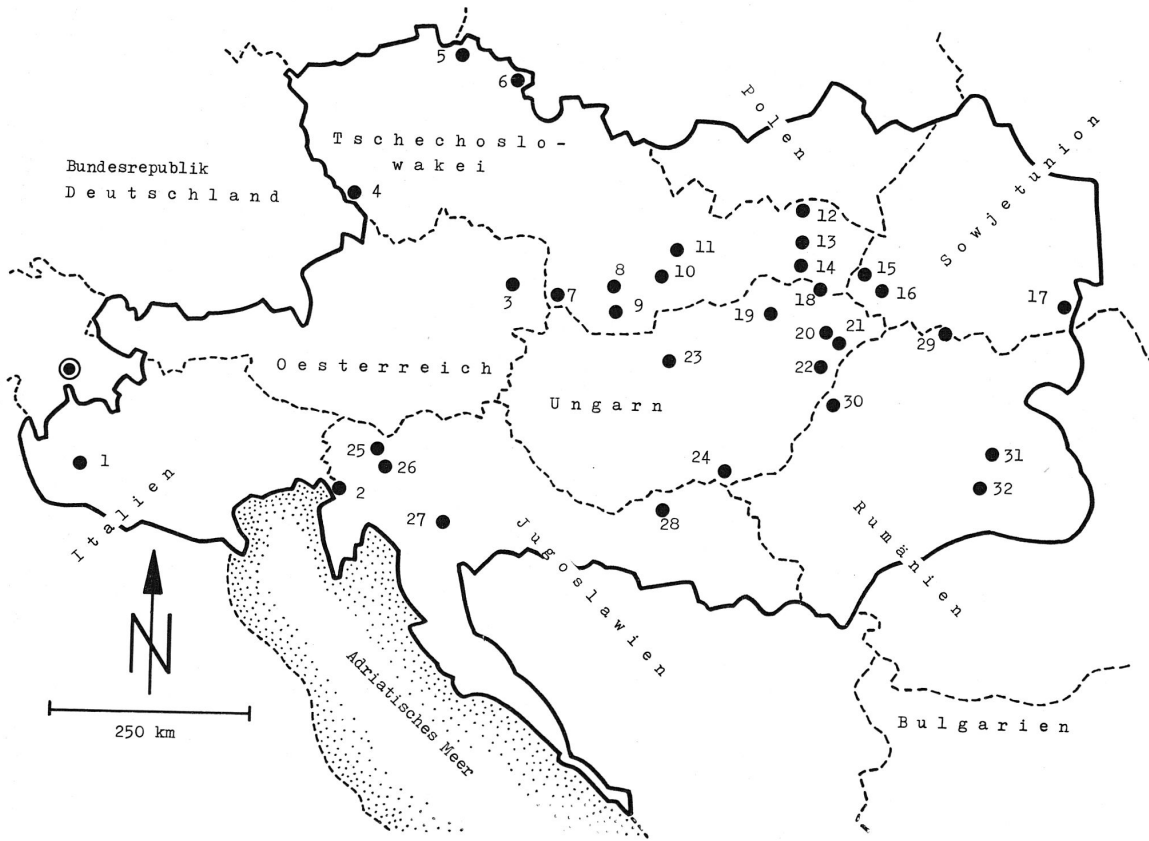 5
6
Polen
Tschechoslo-
wakei
Bundesrepublik
Deutschland
Sowjetunion
4
12
13
14
11
10
8
9
7
3
15
16
17
18
19
20
21
22
23
29
Oesterreich
Ungarn
30
31
32
24
25
26
2
1
27
28
Italien
Jugoslawien
Rumänien
N
250 km
Adriatisches Meer
Bulgarien